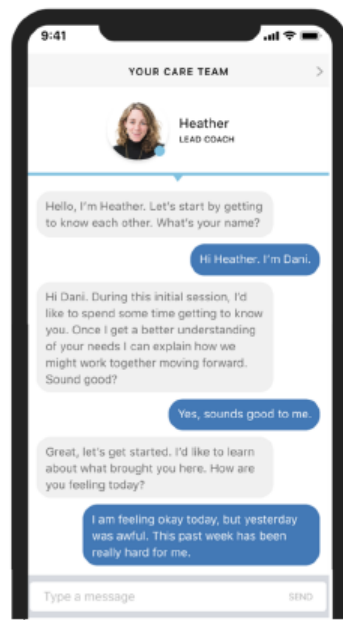 9:41
YOUR CARE TEAM
Heather
LEAD COACH
Hello, I'm Heather. Let's start by getting
to know each other. What's your name?
Hi Heather. I'm Dani.
Hi Dani. During this initial session, I'd
like to spend some time getting to know
you. Once I get a better understanding
of your needs I can explain how we
might work together moving forward.
Sound good?
Yes, sounds good to me.
Great, let's get started. I'd like to learn
about what brought you here. How are
you feeling today?
I am feeling okay today, but yesterday
was awful. This past week has been
really hard for me.
Type a message
SEND